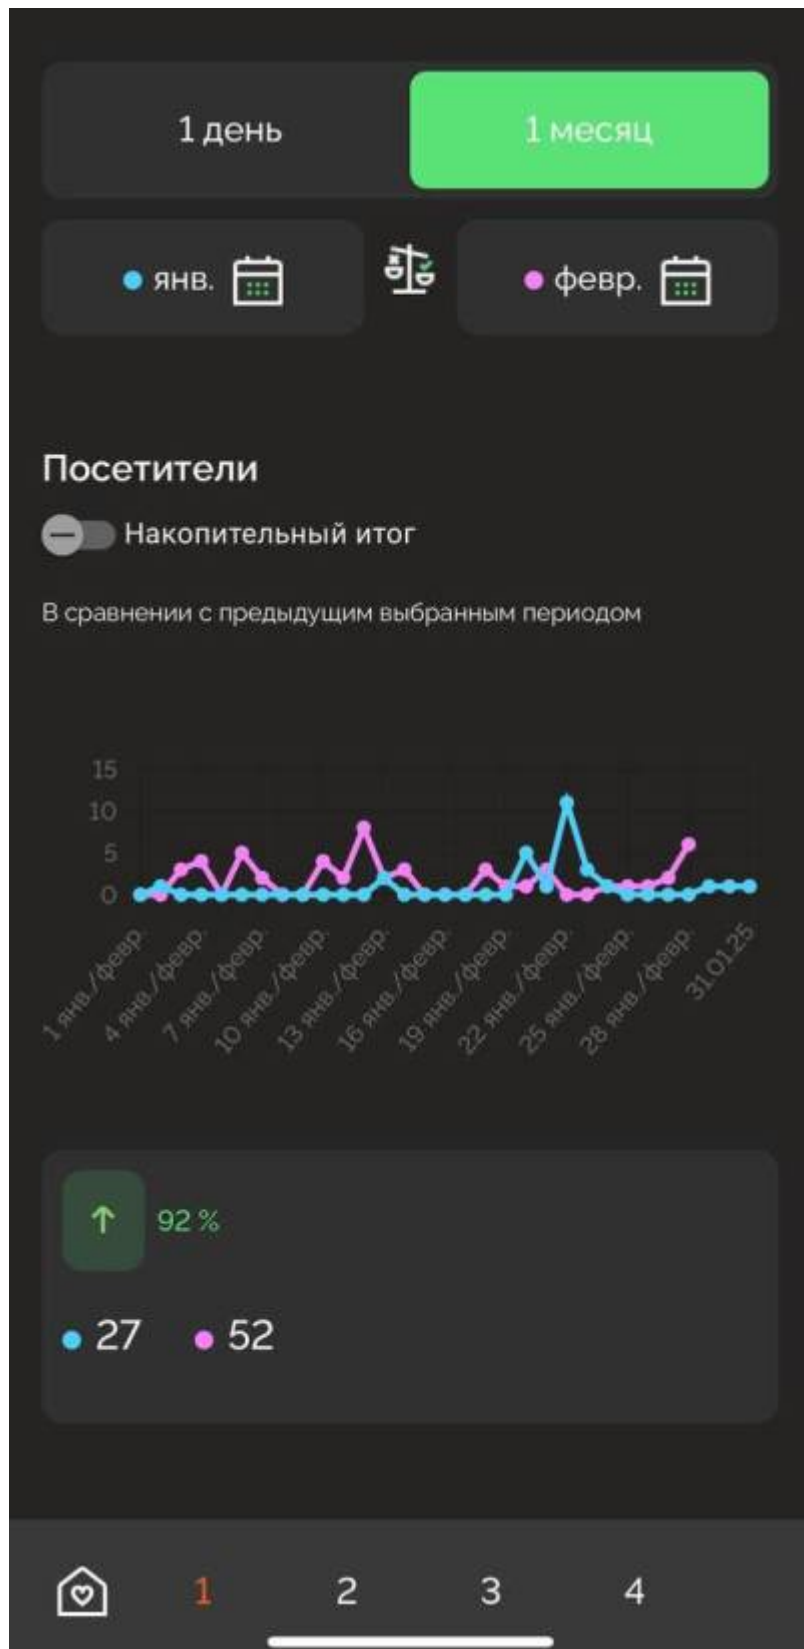 1 день
1 месяц
янв.
февр.
Посетители
Накопительный итог
В сравнении с предыдущим выбранным периодом
15
10
5
0
1 янв./февр.
4 янв./февр.
7 янв./февр.
10 янв./февр.
13 янв./февр.
16 янв./февр.
19 янв./февр.
22 янв./февр.
25 янв./февр.
28 янв./февр.
31.01.25
92 %
27
52
1
2
3
4